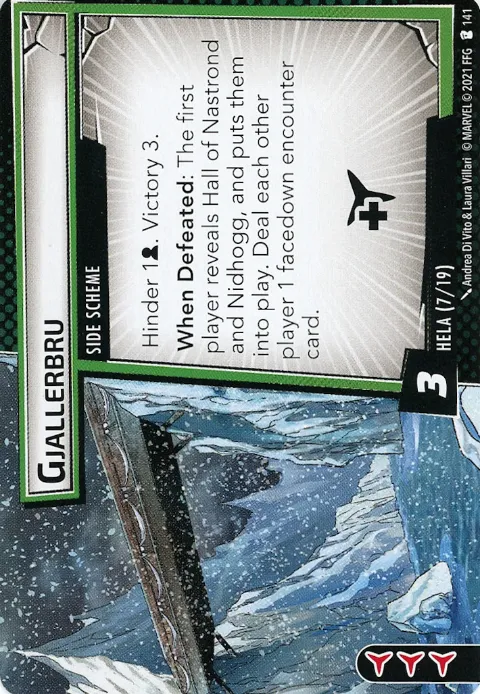 GJALLERBRU
SIDE SCHEME
Hinder 1. Victory 3.
When Defeated: The first
player reveals Hall of Nastrond
and Nidhogg, and puts them
into play. Deal each other
player 1 facedown encounter
card.
3
HELA (7/19)
Andrea Di Vito & Laura Villari © MARVEL © 2021 FFG 141